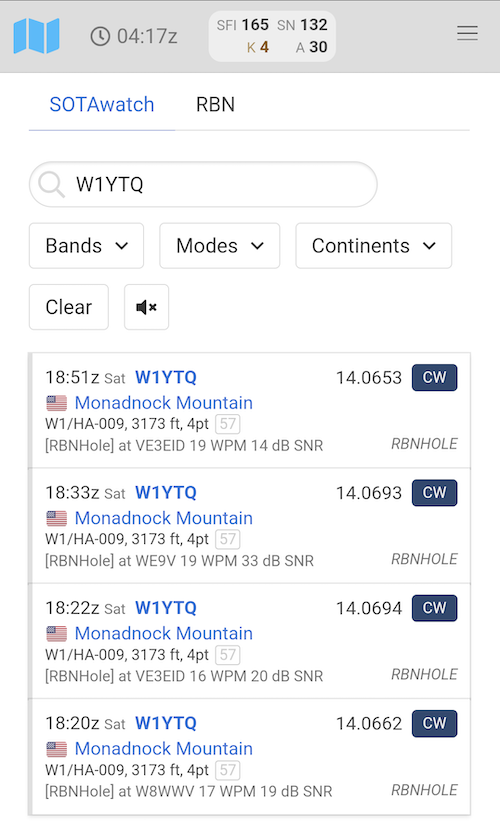 04:17z
SFI 165 SN 132
K 4 A 30
SOTAwatch RBN
W1YTQ
Bands Modes Continents
Clear
18:51z Sat W1YTQ 14.0653 CW
Monadnock Mountain
W1/HA-009, 3173 ft, 4pt 57
[RBNHole] at VE3EID 19 WPM 14 dB SNR RBNHOLE
18:33z Sat W1YTQ 14.0693 CW
Monadnock Mountain
W1/HA-009, 3173 ft, 4pt 57
[RBNHole] at WE9V 19 WPM 33 dB SNR RBNHOLE
18:22z Sat W1YTQ 14.0694 CW
Monadnock Mountain
W1/HA-009, 3173 ft, 4pt 57
[RBNHole] at VE3EID 16 WPM 20 dB SNR RBNHOLE
18:20z Sat W1YTQ 14.0662 CW
Monadnock Mountain
W1/HA-009, 3173 ft, 4pt 57
[RBNHole] at W8WWV 17 WPM 19 dB SNR RBNHOLE